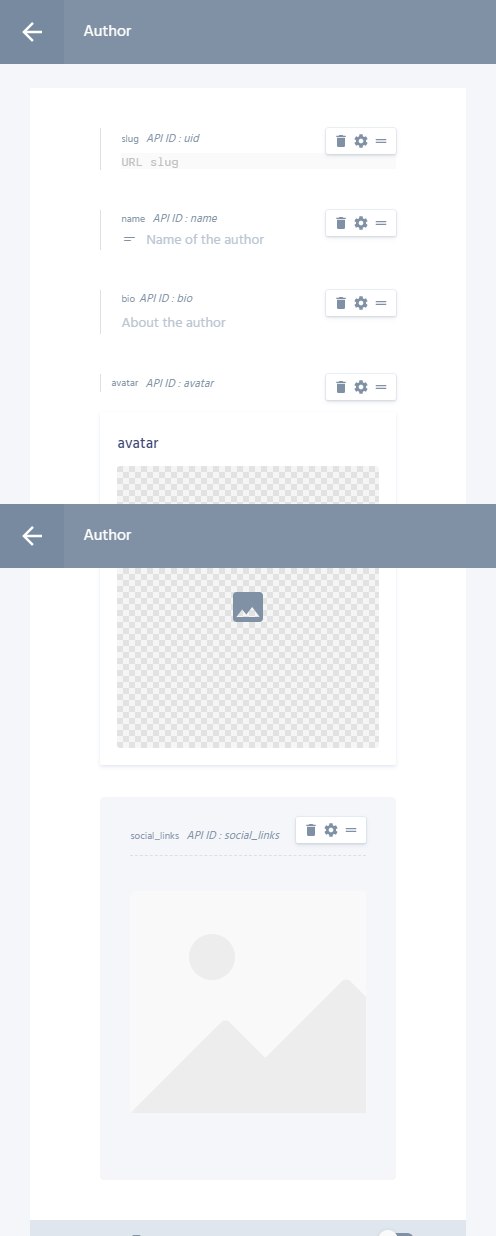 Author
slug API ID : uid
URL slug
name API ID : name
Name of the author
bio API ID : bio
About the author
avatar API ID : avatar
avatar
Author
social_links API ID : social_links